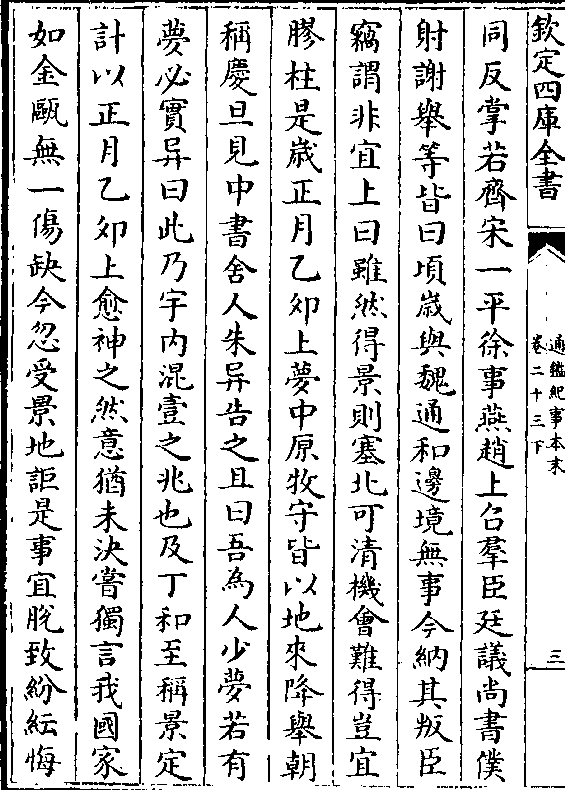 欽定四庫全書
通鑑紀事本末
卷二十三下
三
同反掌若齊宋一平徐事燕趙上召羣臣廷議尚書僕
射謝舉等皆曰頃歲與魏通和邊境無事今納其叛臣
竊謂非宜上曰雖然得景則塞北可清機會難得豈宜
膠柱是歲正月乙卯上夢中原牧守皆以地來降舉朝
稱慶旦見中書舍人朱异告之且曰吾為人少夢若有
夢必實异曰此乃宇内混壹之兆也及丁和至稱景定
計以正月乙卯上愈神之然意猶未決嘗獨言我國家
如金甌無一傷缺今忽受景地詎是事宜脫致紛紜悔